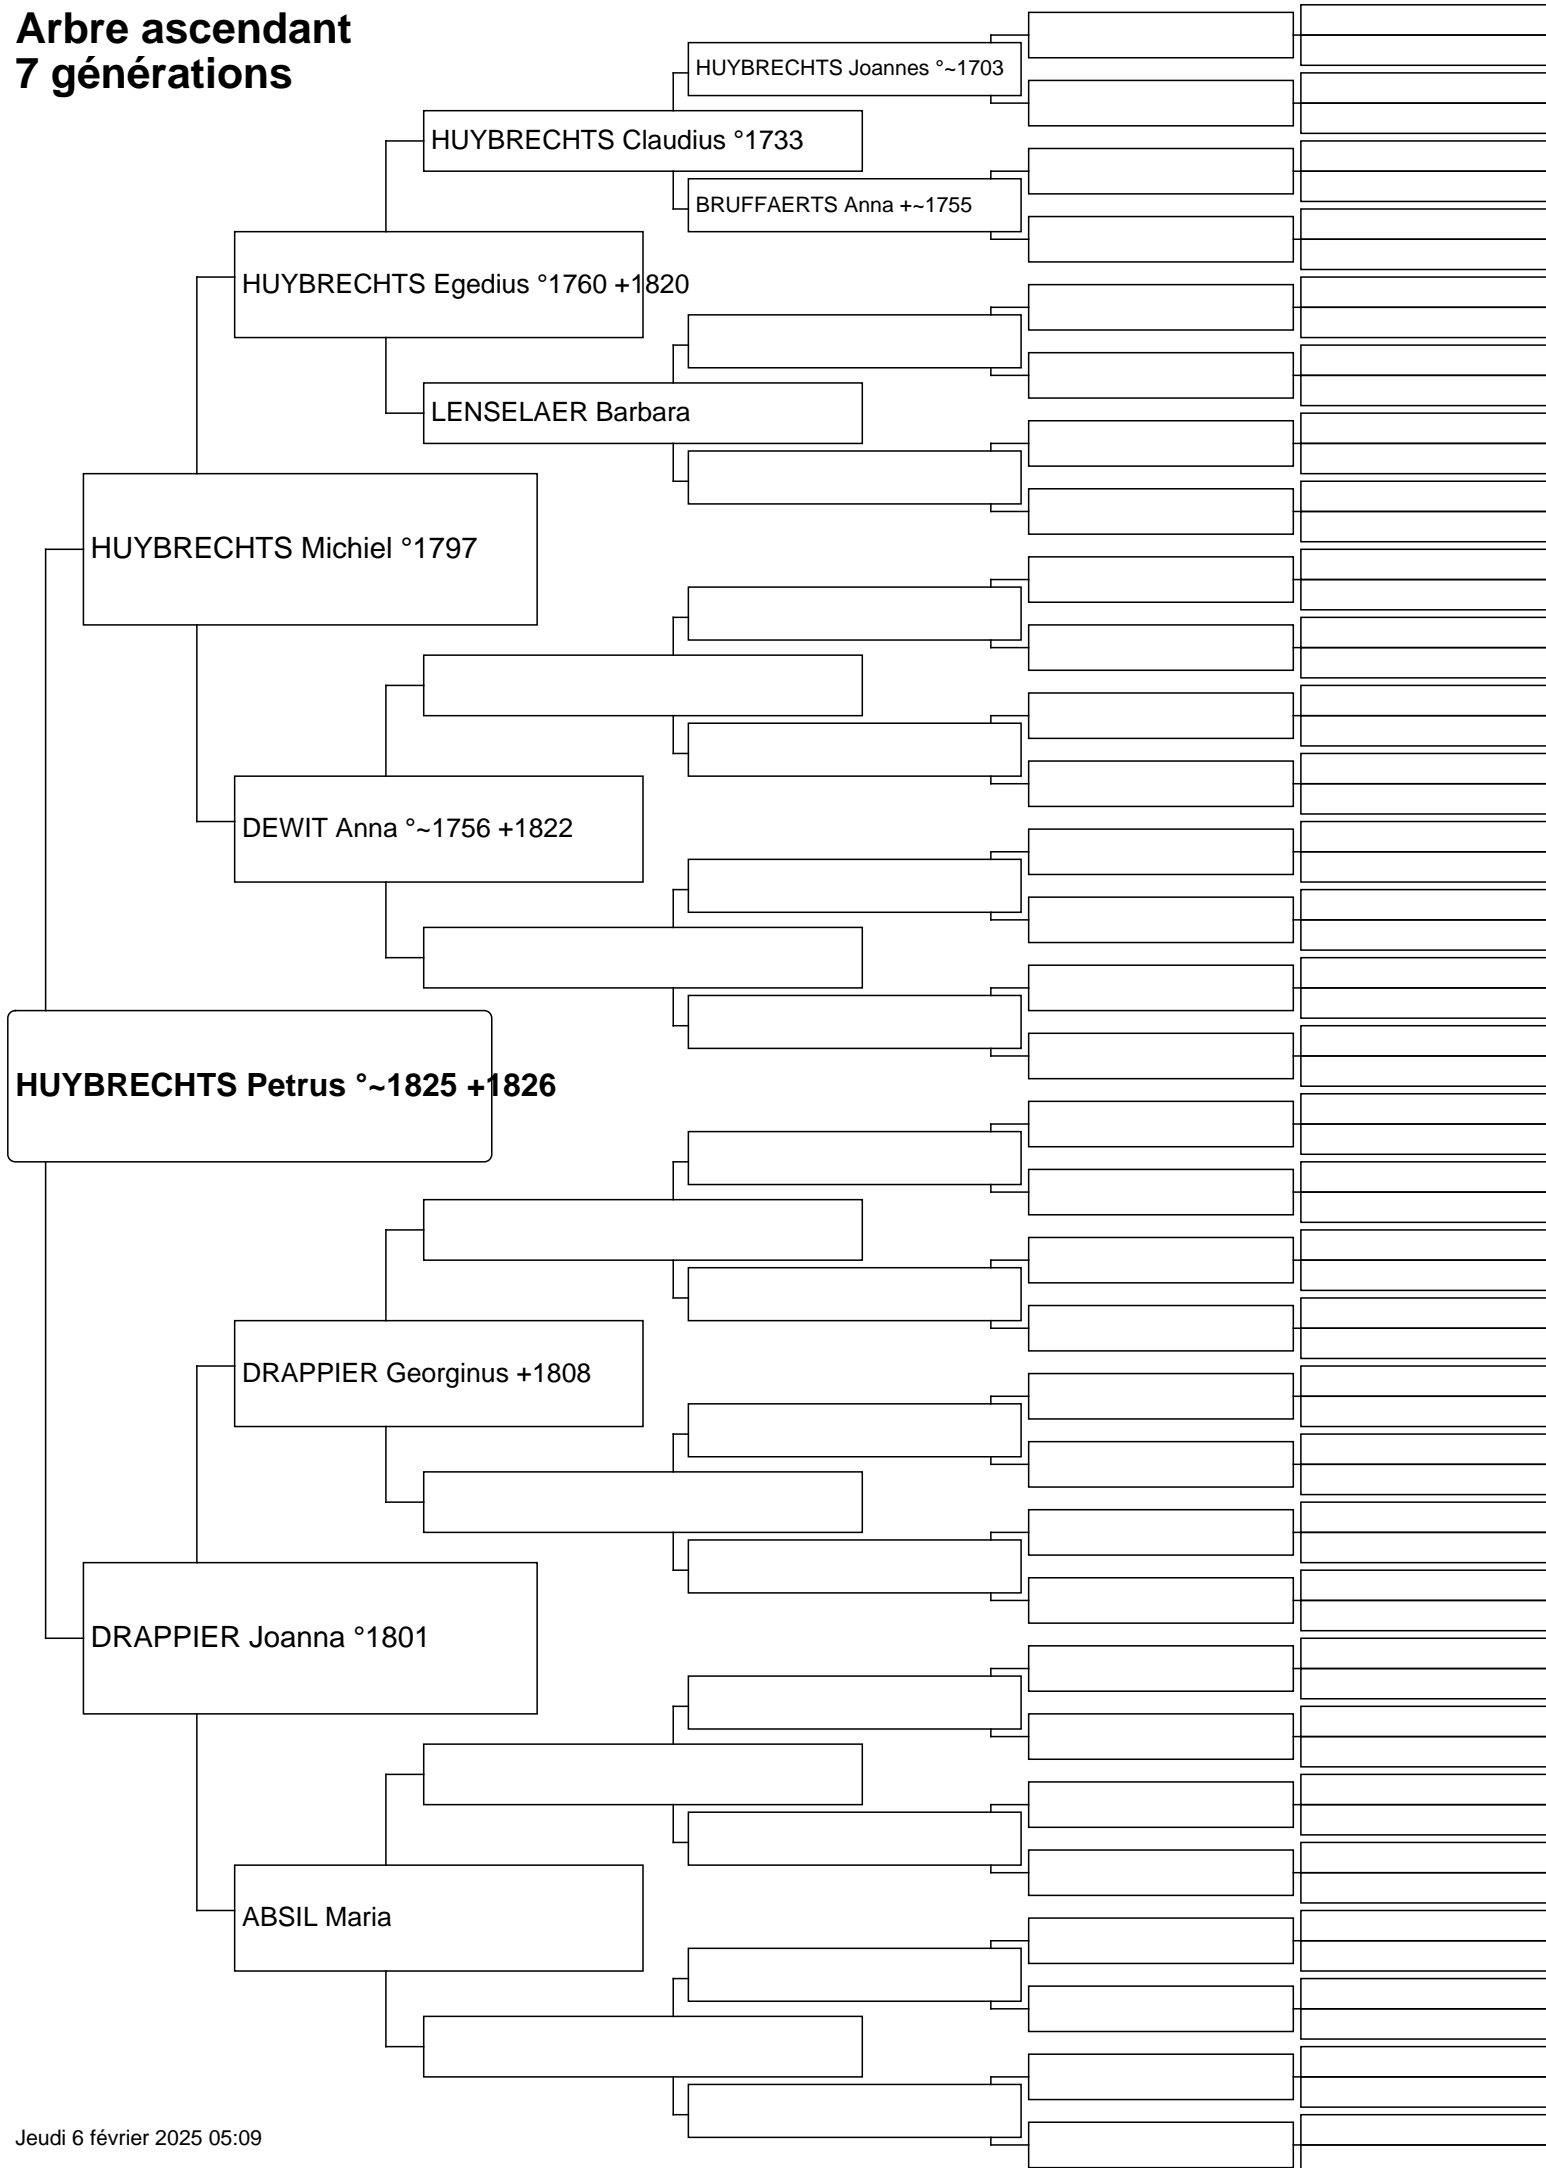 Arbre ascendant
7 générations
HUYBRECHTS Joannes °~1703
HUYBRECHTS Claudius °1733
BRUFFAERTS Anna +~1755
HUYBRECHTS Egedius °1760 +1820
LENSELAER Barbara
HUYBRECHTS Michiel °1797
DEWIT Anna °~1756 +1822
HUYBRECHTS Petrus °~1825 +1826
DRAPPIER Georginus +1808
DRAPPIER Joanna °1801
ABSIL Maria
Jeudi 6 février 2025 05:09